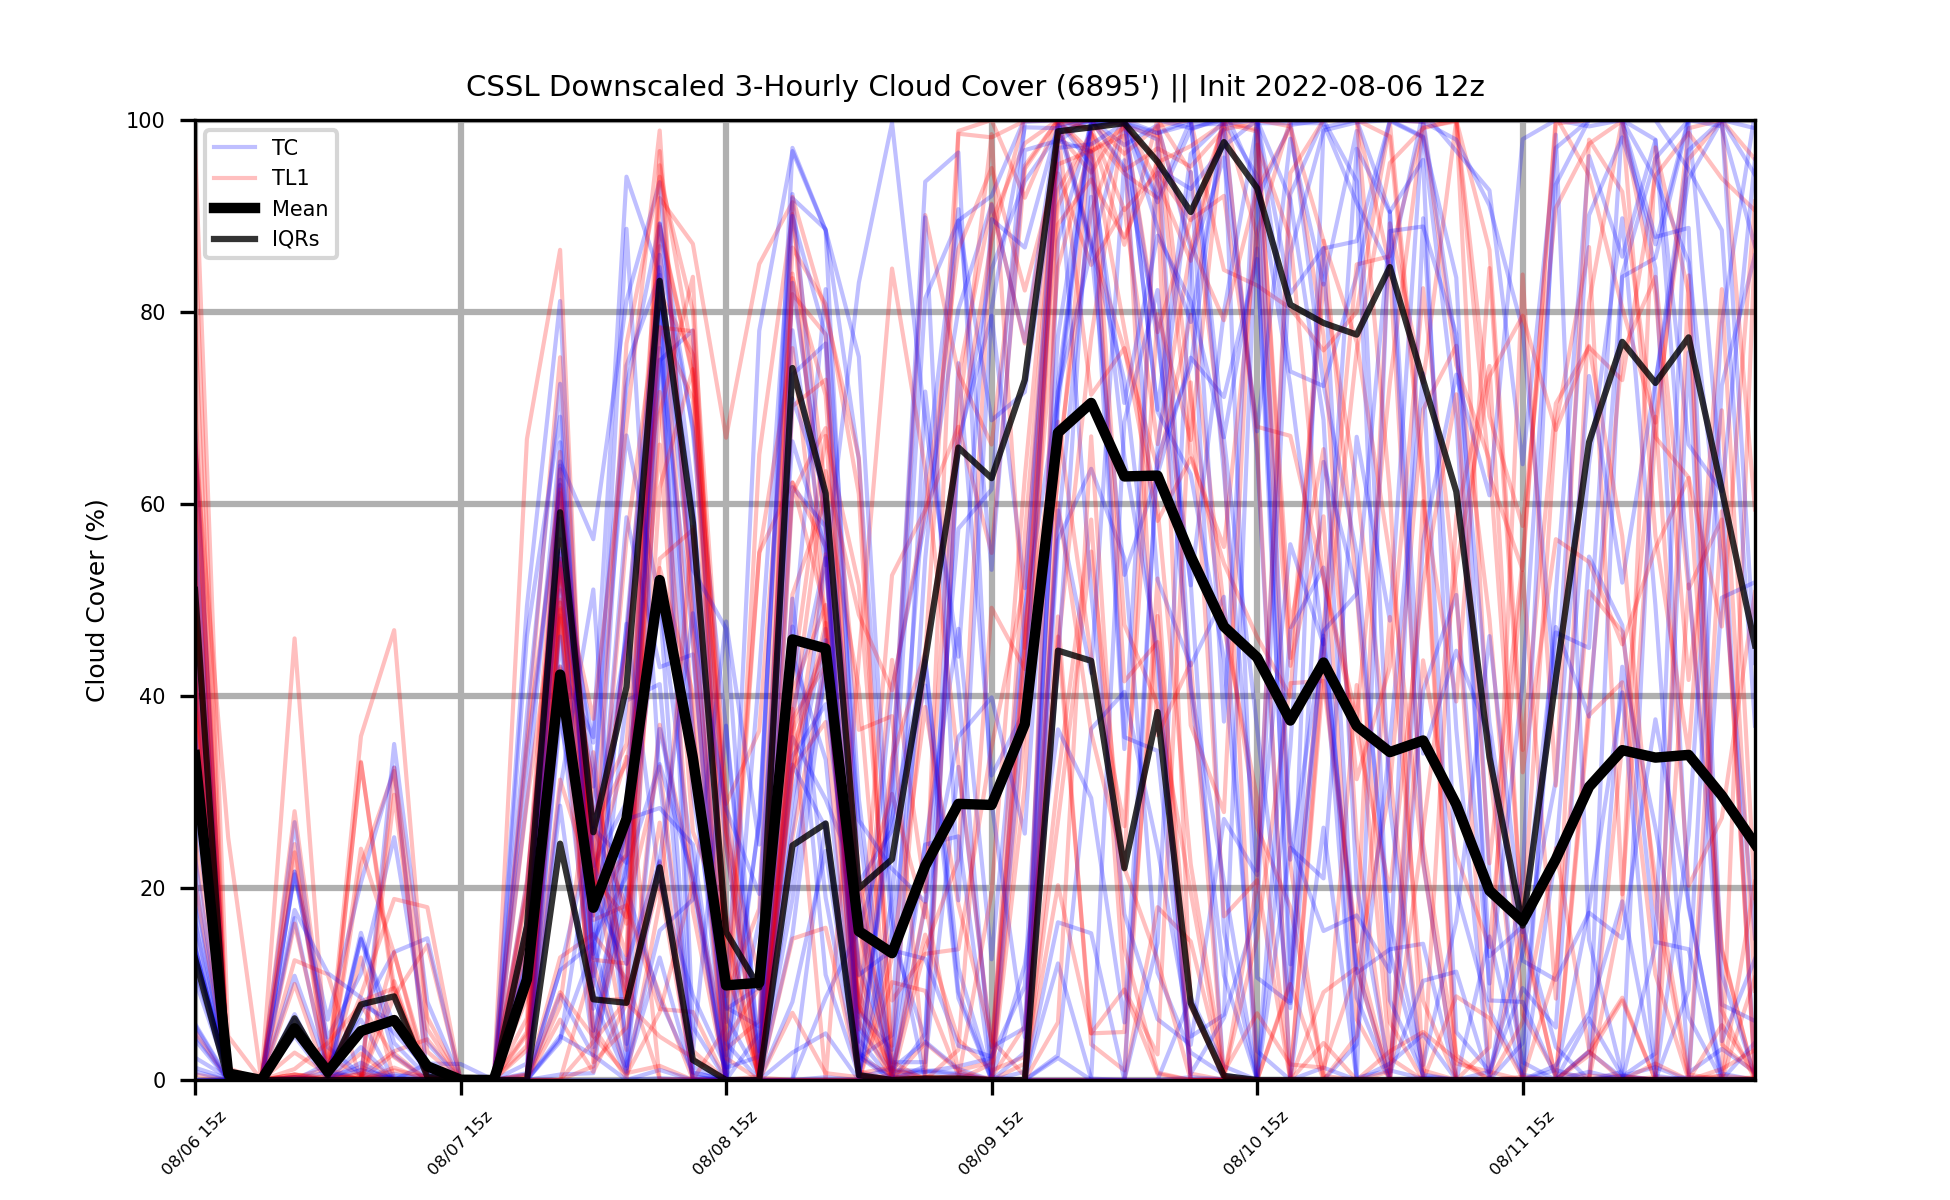 CSSL Downscaled 3-Hourly Cloud Cover (6895') || Init 2022-08-06 12z
100
80
60
40
20
0
Cloud Cover (%)
TC
TL1
Mean
IQRs
08/06 15z
08/07 15z
08/08 15z
08/09 15z
08/10 15z
08/11 15z